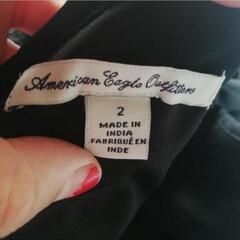 American Eagle Outfitters
2
MADE IN
INDIA
FABRIQUÉ EN
INDE